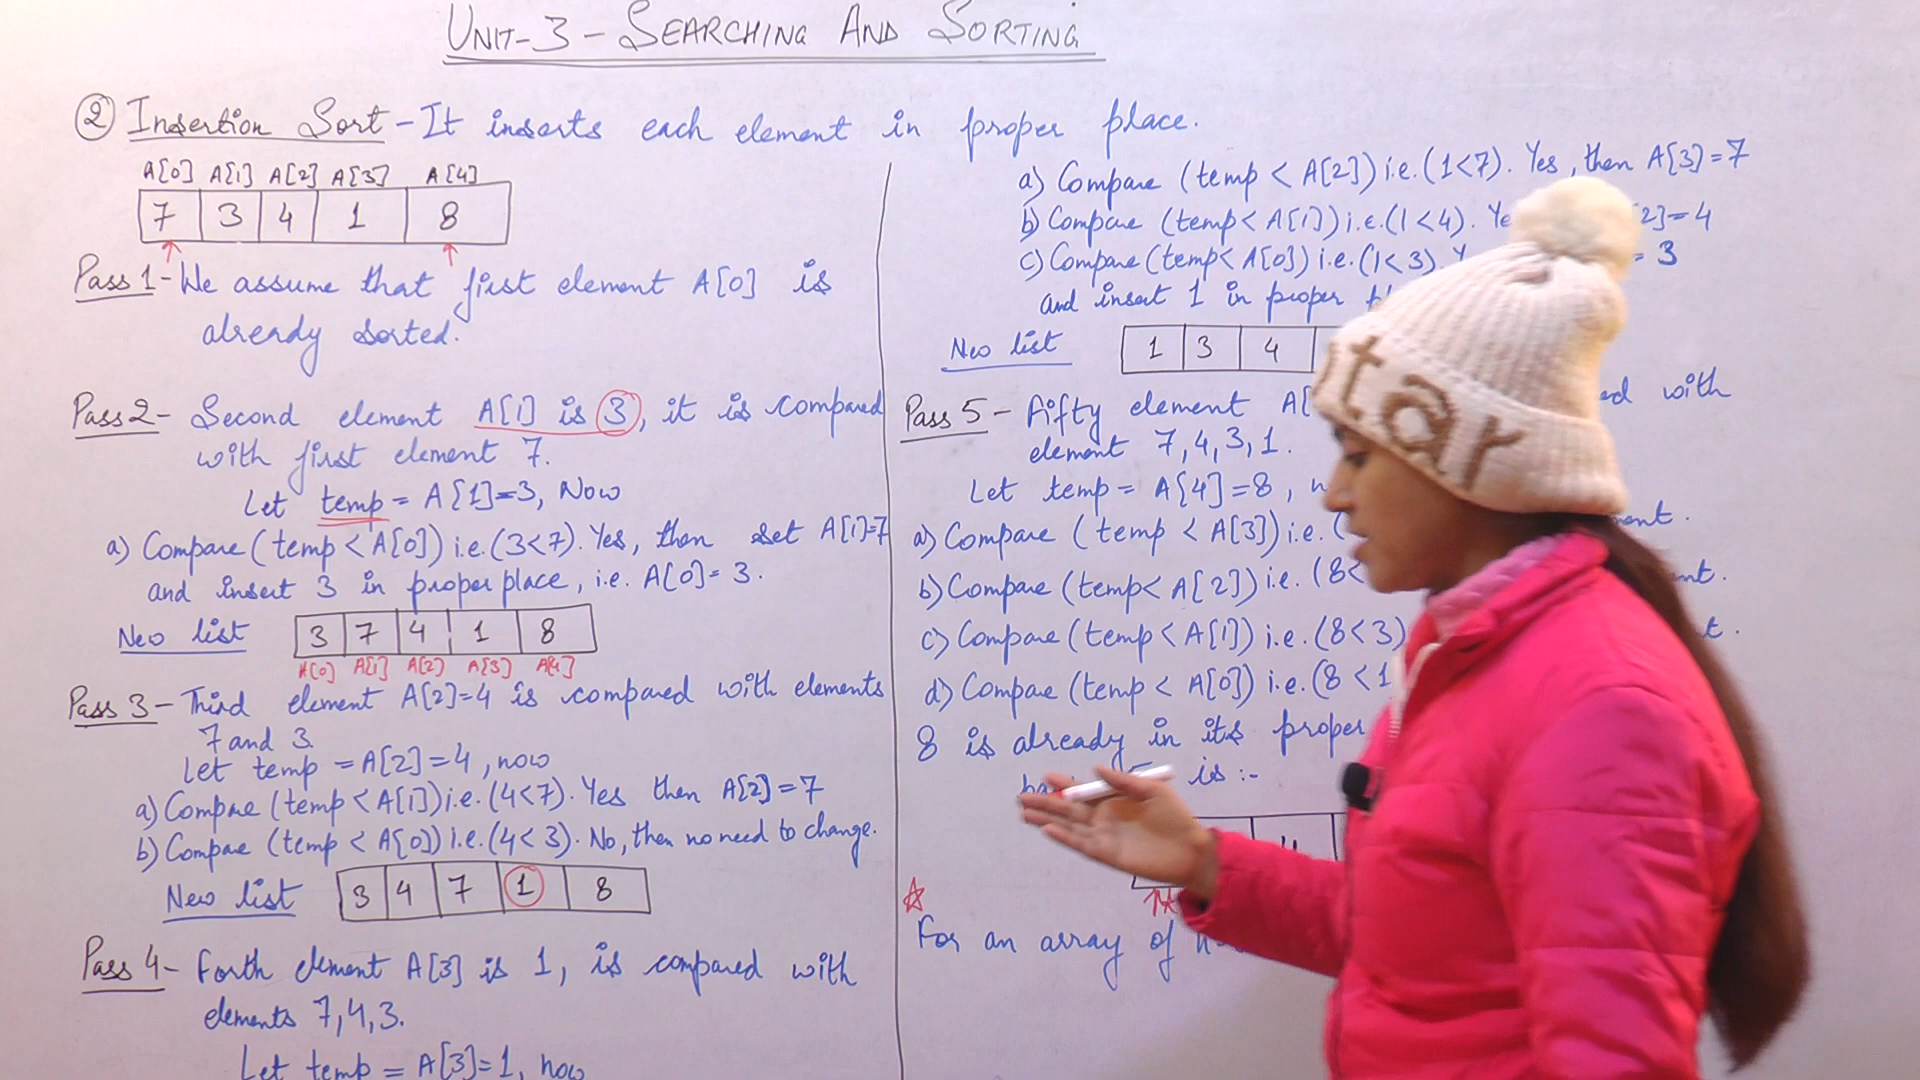 UNIT-3 - SEARCHING AND SORTING
② Insertion Sort - It inserts each element in proper place.
A[0] A[1] A[2] A[3] A[4]
7 3 4 1 8
Pass 1 - We assume that first element A[0] is
already sorted.
Pass 2 - Second element A[1] is 3, it is compared
with first element 7.
Let temp = A[1]=3, Now
a) Compare (temp < A[0]) i.e. (3<7). Yes, then set A[1]=7
and insert 3 in proper place, i.e. A[0]= 3.
New list 3 7 4 1 8
A[0] A[1] A[2] A[3] A[4]
Pass 3 - Third element A[2]=4 is compared with elements
7 and 3.
Let temp = A[2]=4, now
a) Compare (temp < A[1]) i.e. (4<7). Yes then A[2]=7
b) Compare (temp < A[0]) i.e. (4< 3). No, then no need to change.
New list 3 4 7 1 8
Pass 4 - Forth element A[3] is 1, is compared with
elements 7,4,3.
Let temp = A[3]=1, now
a) Compare (temp < A[2]) i.e. (1<7). Yes, then A[3]=7
b) Compare (temp< A[1]) i.e. (1<4). 2]=4
c) Compare (temp< A[0]) i.e. (1<3). = 3
and insert 1 in proper
New list 1 3 4
Pass 5 - Fifty element with
element 7,4,3,1.
Let temp = A[4]=8,
a) Compare (temp < A[3]) i.e.
b) Compare (temp< A[2]) i.e. (8<
c) Compare (temp < A[1]) i.e. (8<3)
d) Compare (temp < A[0]) i.e. (8 <1
8 is already in its proper
is :-
For an array of